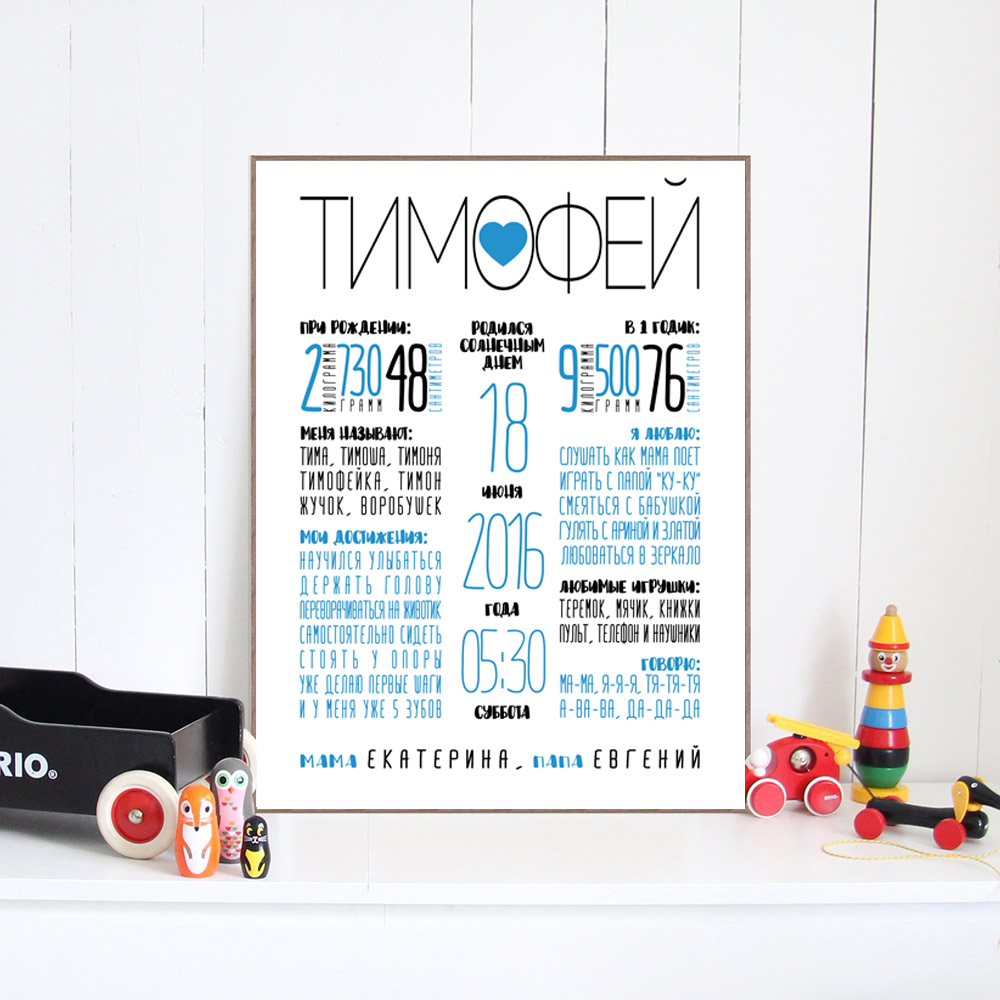 ТИМОФЕЙ
ПРИ РОЖДЕНИИ:
2 КИЛОГРАММА 730 ГРАММ 48 САНТИМЕТРОВ
МЕНЯ НАЗЫВАЮТ:
ТИМА, ТИМОША, ТИМОНЯ
ТИМОФЕЙКА, ТИМОН
ЖУЧОК, ВОРОБУШЕК
МОИ ДОСТИЖЕНИЯ:
НАУЧИЛСЯ УЛЫБАТЬСЯ
ДЕРЖАТЬ ГОЛОВУ
ПЕРЕВОРАЧИВАТЬСЯ НА ЖИВОТИК
САМОСТОЯТЕЛЬНО СИДЕТЬ
СТОЯТЬ У ОПОРЫ
УЖЕ ДЕЛАЮ ПЕРВЫЕ ШАГИ
И У МЕНЯ УЖЕ 5 ЗУБОВ
РОДИЛСЯ
СОЛНЕЧНЫМ
ДНЕМ
18
ИЮНЯ
2016
ГОДА
05:30
СУББОТА
В 1 ГОДИК:
9 КИЛОГРАММА 500 ГРАММ 76 САНТИМЕТРОВ
Я ЛЮБЛЮ:
СЛУШАТЬ КАК МАМА ПОЕТ
ИГРАТЬ С ПАПОЙ "КУ-КУ"
СМЕЯТЬСЯ С БАБУШКОЙ
ГУЛЯТЬ С АРИНОЙ И ЗЛАТОЙ
ЛЮБОВАТЬСЯ В ЗЕРКАЛО
ЛЮБИМЫЕ ИГРУШКИ:
ТЕРЕМОК, МЯЧИК, КНИЖКИ
ПУЛЬТ, ТЕЛЕФОН И НАУШНИКИ
ГОВОРЮ:
МА-МА, Я-Я-Я, ТЯ-ТЯ-ТЯ
А-ВА-ВА, ДА-ДА-ДА
МАМА ЕКАТЕРИНА, ПАПА ЕВГЕНИЙ
RIO®